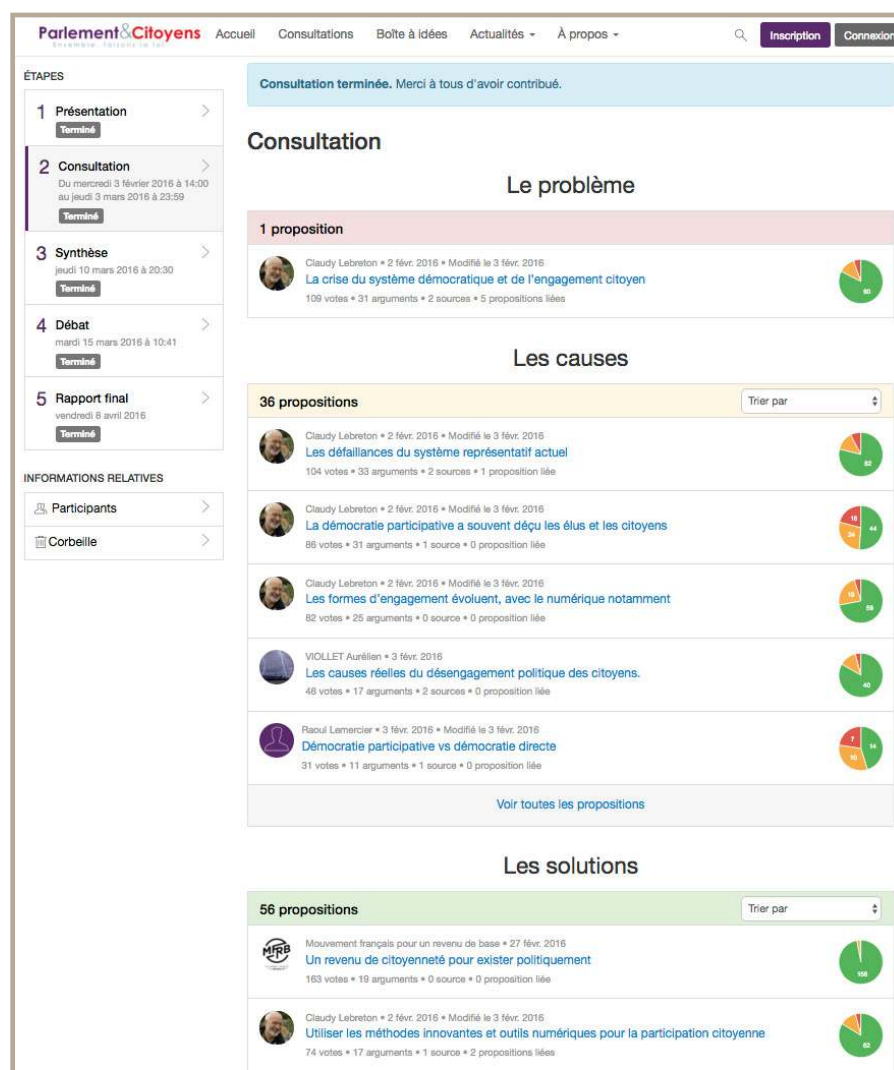 Parlement&Citoyens Accueil Consultations Boîte à idées Actualités À propos Inscription Connexion
Ensemble, faisons la loi
ÉTAPES
1 Présentation
Terminé
2 Consultation
Du mercredi 3 février 2016 à 14:00
au jeudi 3 mars 2016 à 23:59
Terminé
3 Synthèse
jeudi 10 mars 2016 à 20:30
Terminé
4 Débat
mardi 15 mars 2016 à 10:41
Terminé
5 Rapport final
vendredi 8 avril 2016
Terminé
INFORMATIONS RELATIVES
Participants
Corbeille
Consultation terminée. Merci à tous d'avoir contribué.
Consultation
Le problème
1 proposition
Claudy Lebreton • 2 févr. 2016 • Modifié le 3 févr. 2016
La crise du système démocratique et de l'engagement citoyen
109 votes • 31 arguments • 2 sources • 5 propositions liées
90
Les causes
36 propositions Trier par
Claudy Lebreton • 2 févr. 2016 • Modifié le 3 févr. 2016
Les défaillances du système représentatif actuel
104 votes • 33 arguments • 2 sources • 1 proposition liée
82
Claudy Lebreton • 2 févr. 2016 • Modifié le 3 févr. 2016
La démocratie participative a souvent déçu les élus et les citoyens
86 votes • 31 arguments • 1 source • 0 proposition liée
44
24
Claudy Lebreton • 2 févr. 2016 • Modifié le 3 févr. 2016
Les formes d'engagement évoluent, avec le numérique notamment
82 votes • 25 arguments • 0 source • 0 proposition liée
VIOLLET Aurélien • 3 févr. 2016
Les causes réelles du désengagement politique des citoyens.
48 votes • 17 arguments • 2 sources • 0 proposition liée
40
Raoul Lemercier • 3 févr. 2016 • Modifié le 3 févr. 2016
Démocratie participative vs démocratie directe
31 votes • 11 arguments • 1 source • 0 proposition liée
7
14
10
Voir toutes les propositions
Les solutions
56 propositions Trier par
MFRB
Mouvement français pour un revenu de base • 27 févr. 2016
Un revenu de citoyenneté pour exister politiquement
163 votes • 19 arguments • 0 source • 0 proposition liée
158
Claudy Lebreton • 2 févr. 2016 • Modifié le 3 févr. 2016
Utiliser les méthodes innovantes et outils numériques pour la participation citoyenne
74 votes • 17 arguments • 1 source • 2 propositions liées
62